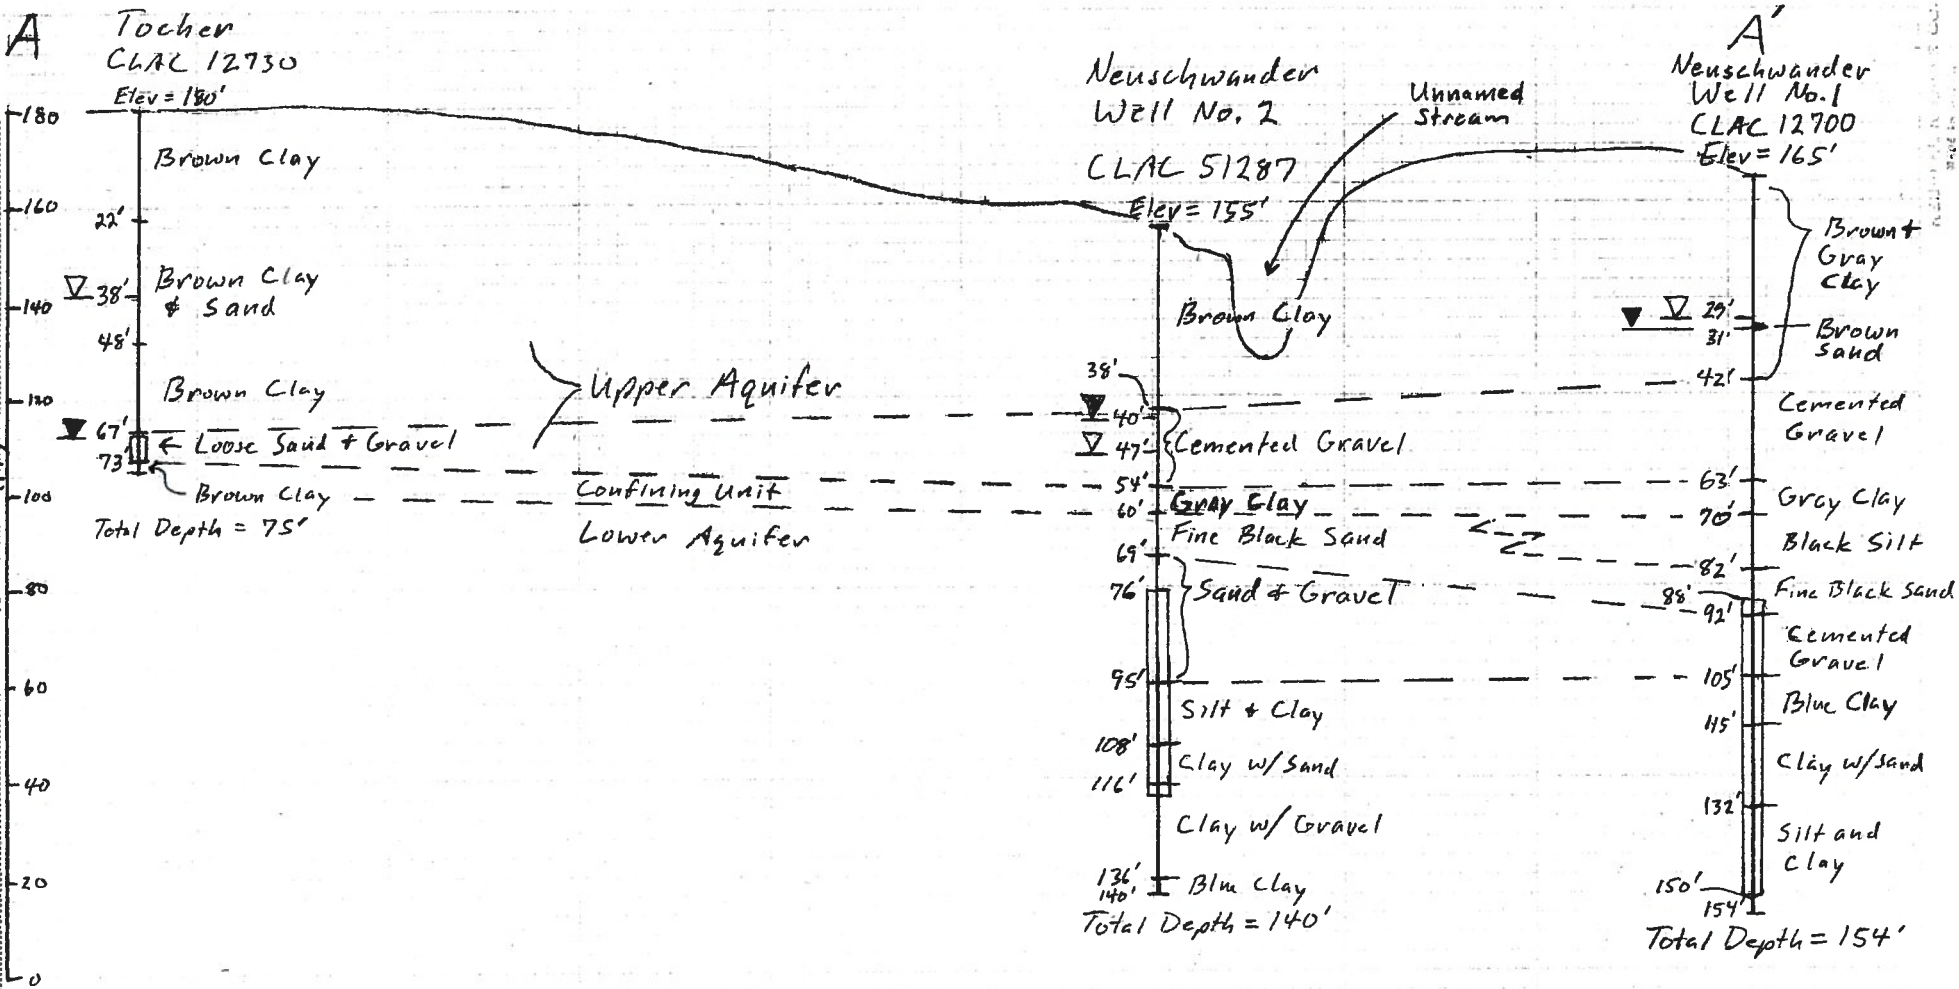 A
Tocher
CLAC 12730
Elev = 180'
180
160
140
120
100
80
60
40
20
0
Brown Clay
22'
Brown Clay
& Sand
38'
48'
Brown Clay
67'
Loose Sand & Gravel
73'
Brown Clay
Total Depth = 75'
Upper Aquifer
Confining Unit
Lower Aquifer
Neuschwander
Well No. 2
CLAC 51287
Elev = 155'
Unnamed
Stream
Brown Clay
38'
40'
47'
Cemented Gravel
54'
Gray Clay
60'
Fine Black Sand
69'
76'
Sand & Gravel
95'
Silt & Clay
108'
Clay w/Sand
116'
Clay w/ Gravel
136'
140'
Blue Clay
Total Depth = 140'
A'
Neuschwander
Well No. 1
CLAC 12700
Elev = 165'
Brown &
Gray
Clay
29'
31'
Brown
Sand
42'
Cemented
Gravel
63'
Gray Clay
70'
Black Silt
82'
Fine Black Sand
88'
92'
Cemented
Gravel
105'
Blue Clay
115'
Clay w/sand
132'
Silt and
Clay
150'
154'
Total Depth = 154'